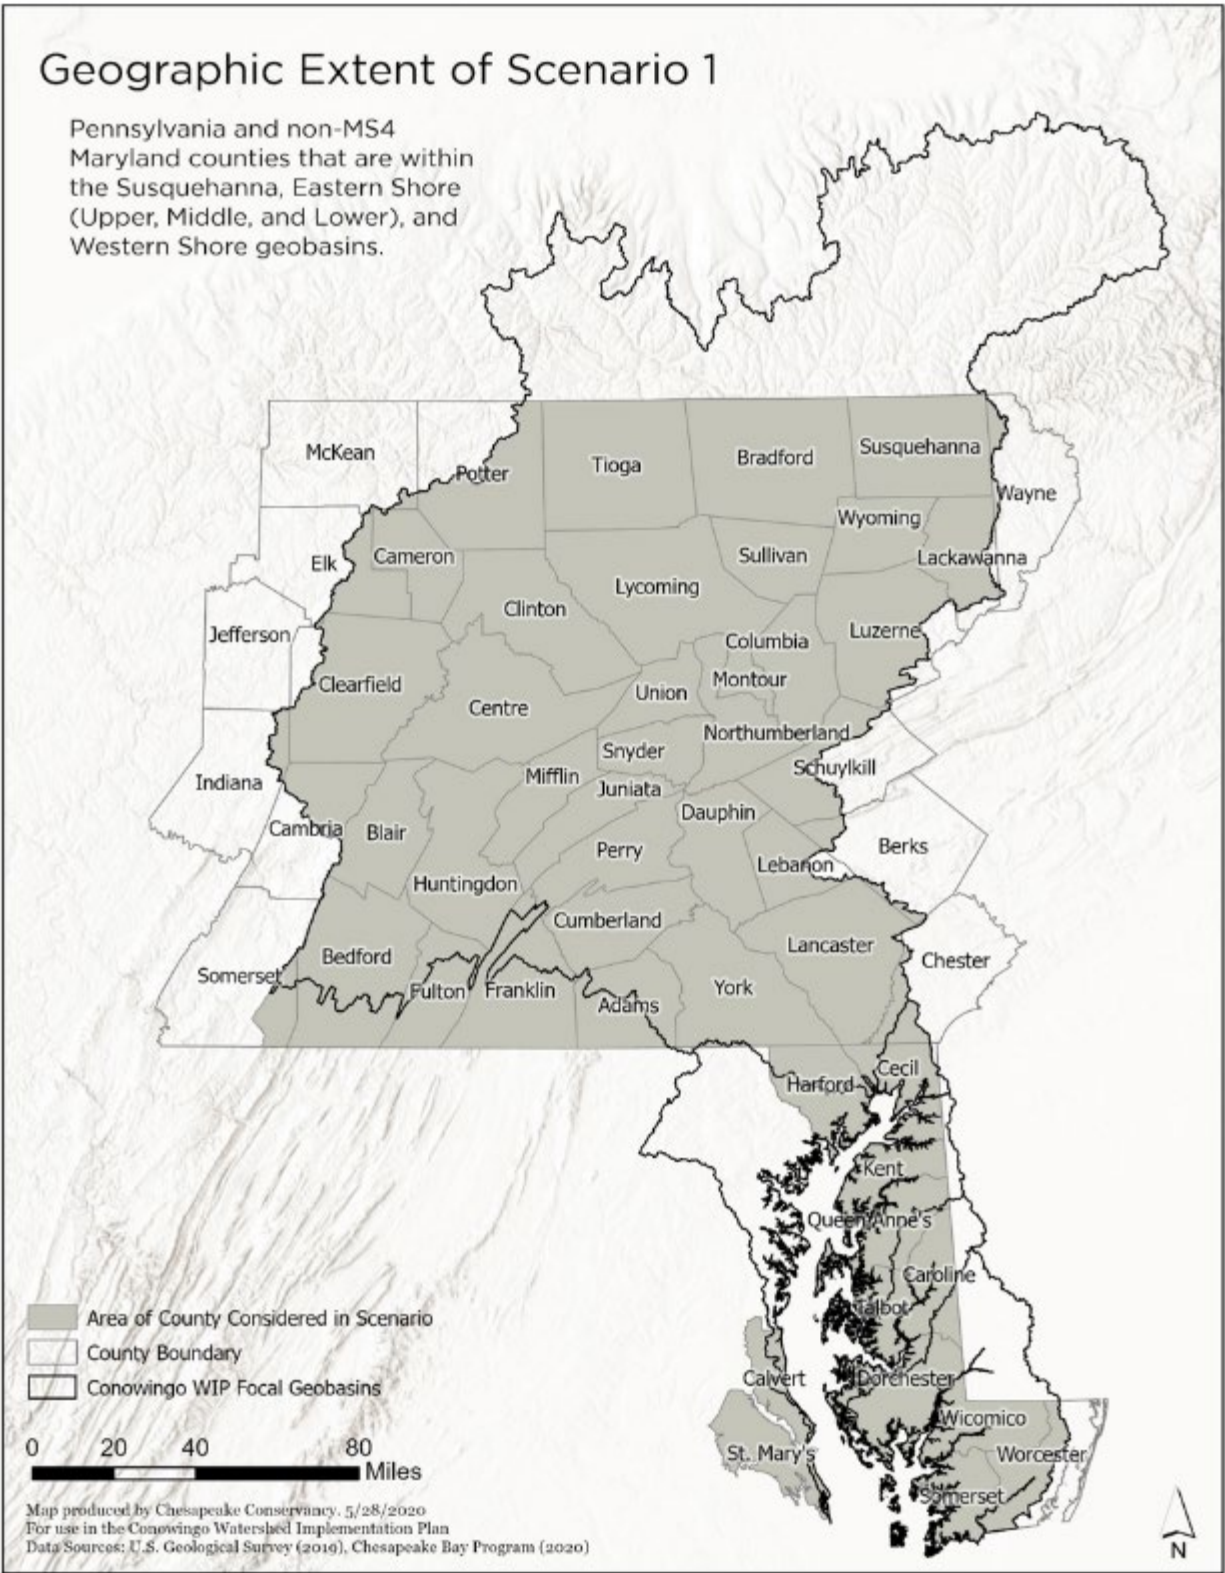 Geographic Extent of Scenario 1
Pennsylvania and non-MS4
Maryland counties that are within
the Susquehanna, Eastern Shore
(Upper, Middle, and Lower), and
Western Shore geobasins.
McKean
Potter
Tioga
Bradford
Susquehanna
Wayne
Wyoming
Elk
Cameron
Sullivan
Lackawanna
Lycoming
Clinton
Jefferson
Columbia
Luzerne
Clearfield
Centre
Union
Montour
Northumberland
Snyder
Schuylkill
Indiana
Mifflin
Juniata
Dauphin
Cambria
Blair
Perry
Berks
Lebanon
Huntingdon
Cumberland
Lancaster
Bedford
Chester
Somerset
Fulton
Franklin
York
Adams
Cecil
Harford
Kent
Queen Anne's
Caroline
Talbot
Calvert
Dorchester
Wicomico
St. Mary's
Worcester
Somerset
Area of County Considered in Scenario
County Boundary
Conowingo WIP Focal Geobasins
0 20 40 80
Miles
Map produced by Chesapeake Conservancy, 5/28/2020
For use in the Conowingo Watershed Implementation Plan
Data Sources: U.S. Geological Survey (2019), Chesapeake Bay Program (2020)
N